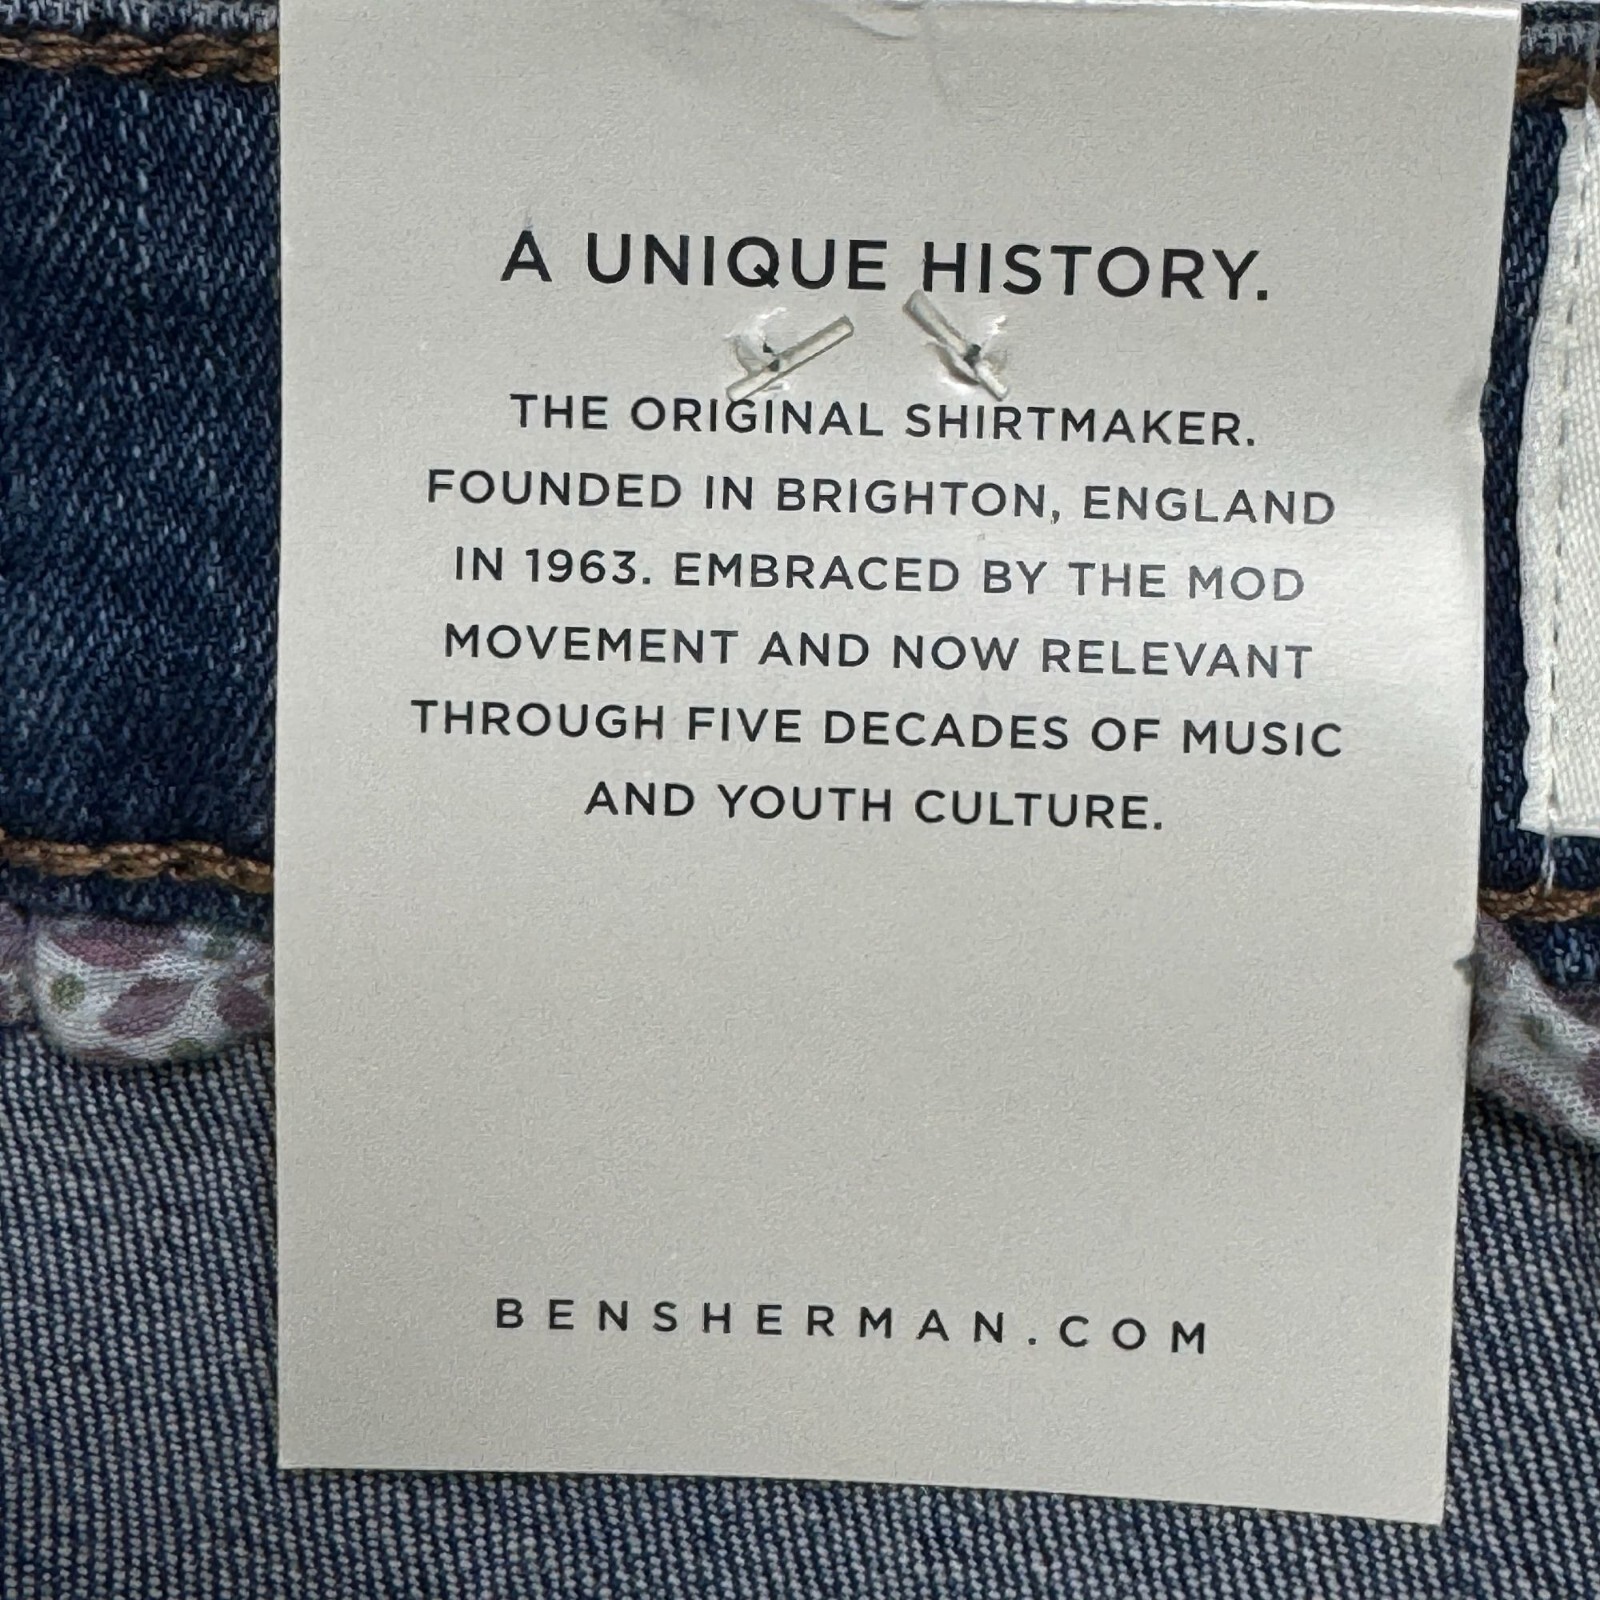 A UNIQUE HISTORY.
THE ORIGINAL SHIRTMAKER.
FOUNDED IN BRIGHTON, ENGLAND
IN 1963. EMBRACED BY THE MOD
MOVEMENT AND NOW RELEVANT
THROUGH FIVE DECADES OF MUSIC
AND YOUTH CULTURE.
BENSHERMAN.COM